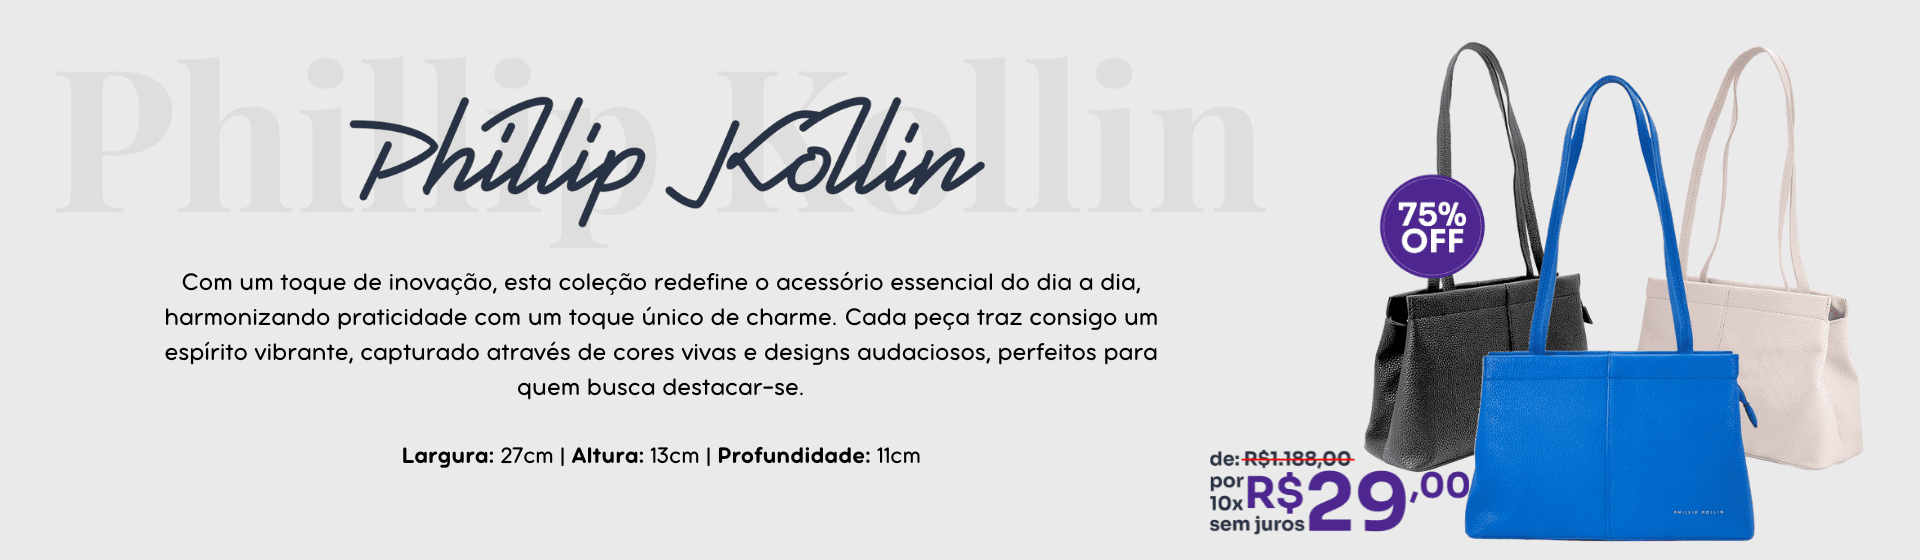 Phillip Kollin
Phillip Kollin
Com um toque de inovação, esta coleção redefine o acessório essencial do dia a dia,
harmonizando praticidade com um toque único de charme. Cada peça traz consigo um
espírito vibrante, capturado através de cores vivas e designs audaciosos, perfeitos para
quem busca destacar-se.
Largura: 27cm | Altura: 13cm | Profundidade: 11cm
75%
OFF
de: R$1.188,00
por
10x
sem juros
R$29,00
PHILLIP KOLLIN